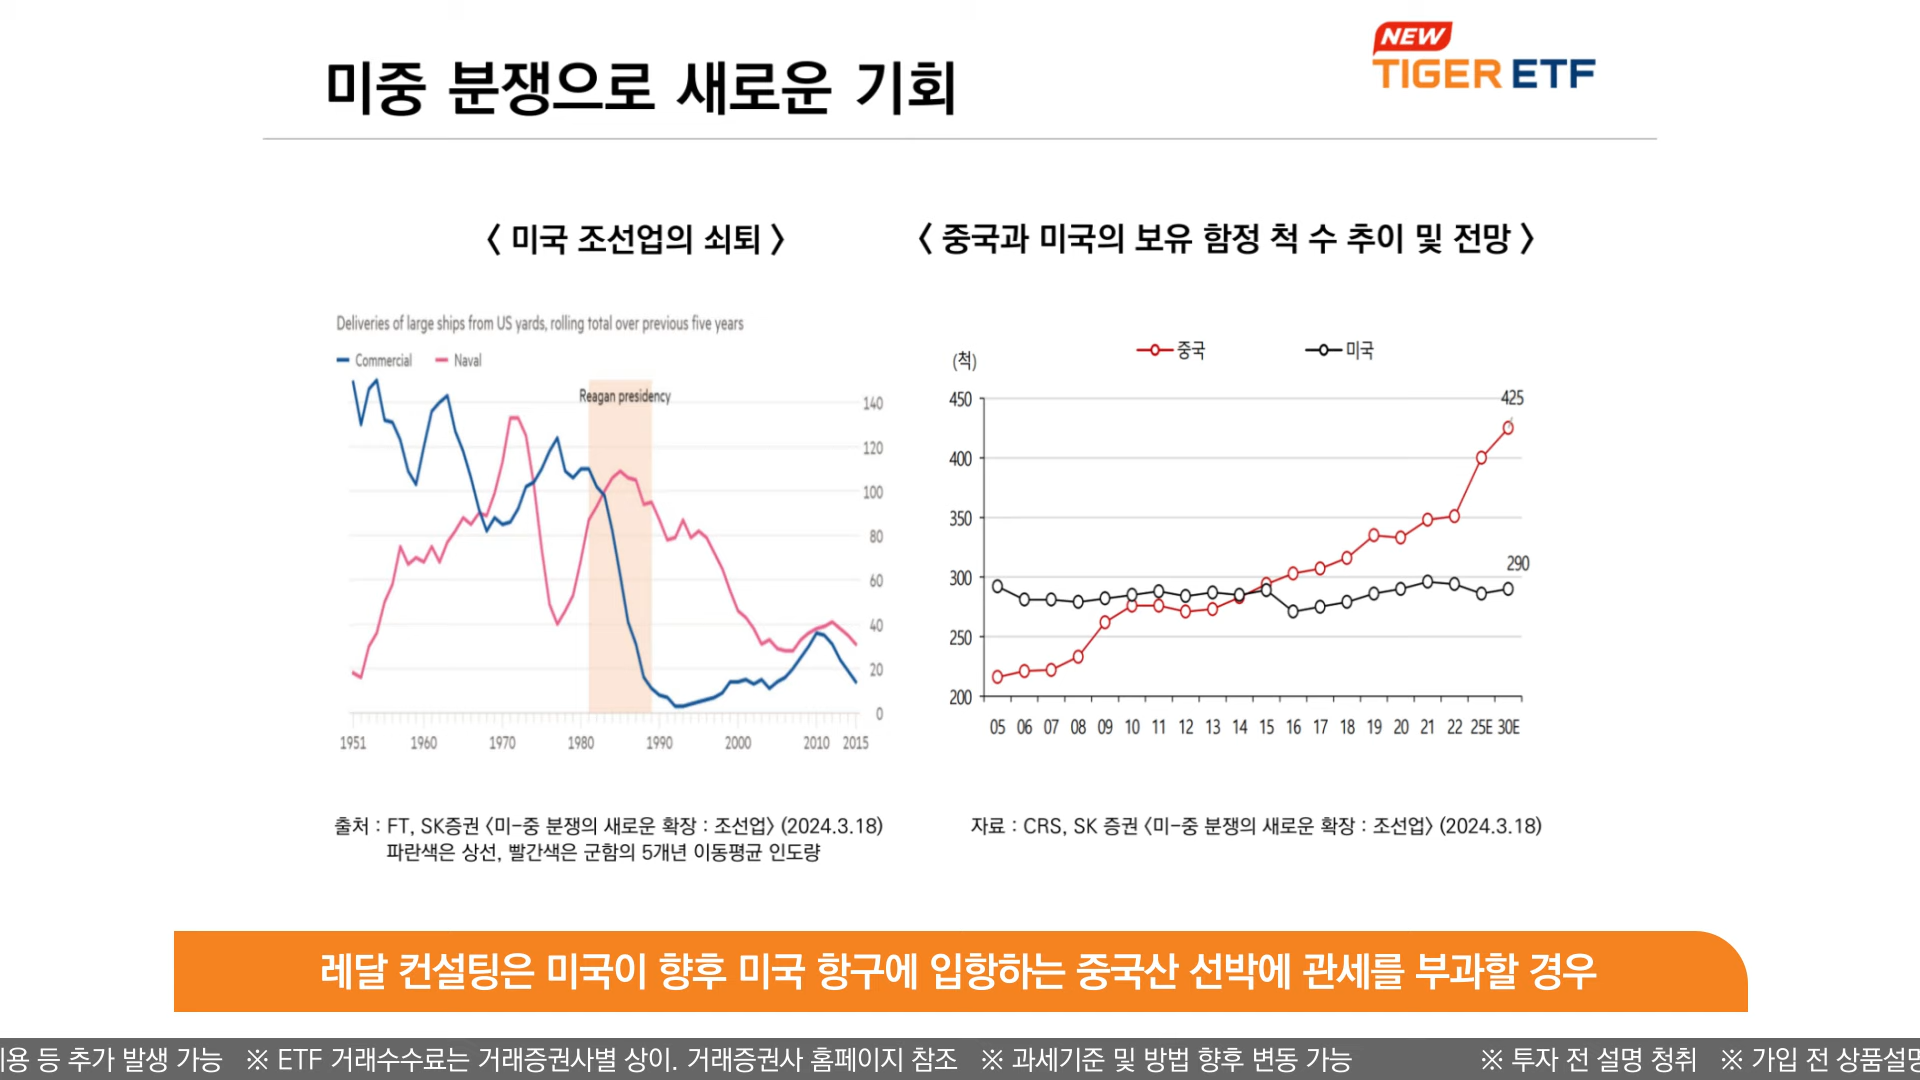 미중 분쟁으로 새로운 기회
NEW
TIGER ETF
〈 미국 조선업의 쇠퇴 〉
〈 중국과 미국의 보유 함정 척 수 추이 및 전망 〉
Deliveries of large ships from US yards, rolling total over previous five years
Commercial Naval
Reagan presidency
140
120
100
80
60
40
20
0
1951 1960 1970 1980 1990 2000 2010 2015
(척)
중국 미국
450
400
350
300
250
200
425
290
05 06 07 08 09 10 11 12 13 14 15 16 17 18 19 20 21 22 25E 30E
출처 : FT, SK증권 〈미-중 분쟁의 새로운 확장 : 조선업〉 (2024.3.18)
파란색은 상선, 빨간색은 군함의 5개년 이동평균 인도량
자료 : CRS, SK 증권 〈미-중 분쟁의 새로운 확장 : 조선업〉 (2024.3.18)
레달 컨설팅은 미국이 향후 미국 항구에 입항하는 중국산 선박에 관세를 부과할 경우
등 추가 발생 가능 ※ ETF 거래수수료는 거래증권사별 상이. 거래증권사 홈페이지 참조 ※ 과세기준 및 방법 향후 변동 가능 ※ 투자 전 설명 청취 ※ 가입 전